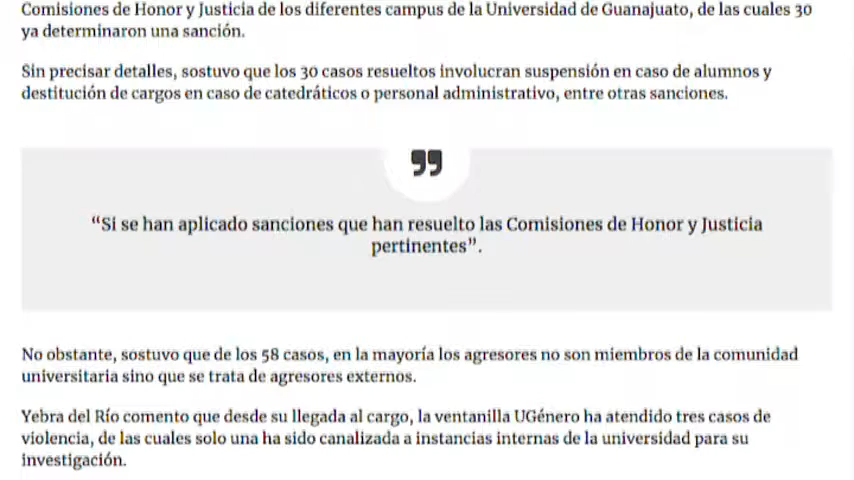 Comisiones de Honor y Justicia de los diferentes campus de la Universidad de Guanajuato, de las cuales 30
ya determinaron una sanción.
Sin precisar detalles, sostuvo que los 30 casos resueltos involucran suspensión en caso de alumnos y
destitución de cargos en caso de catedráticos o personal administrativo, entre otras sanciones.
”
“Si se han aplicado sanciones que han resuelto las Comisiones de Honor y Justicia
pertinentes”.
No obstante, sostuvo que de los 58 casos, en la mayoría los agresores no son miembros de la comunidad
universitaria sino que se trata de agresores externos.
Yebra del Río comento que desde su llegada al cargo, la ventanilla UGénero ha atendido tres casos de
violencia, de las cuales solo una ha sido canalizada a instancias internas de la universidad para su
investigación.